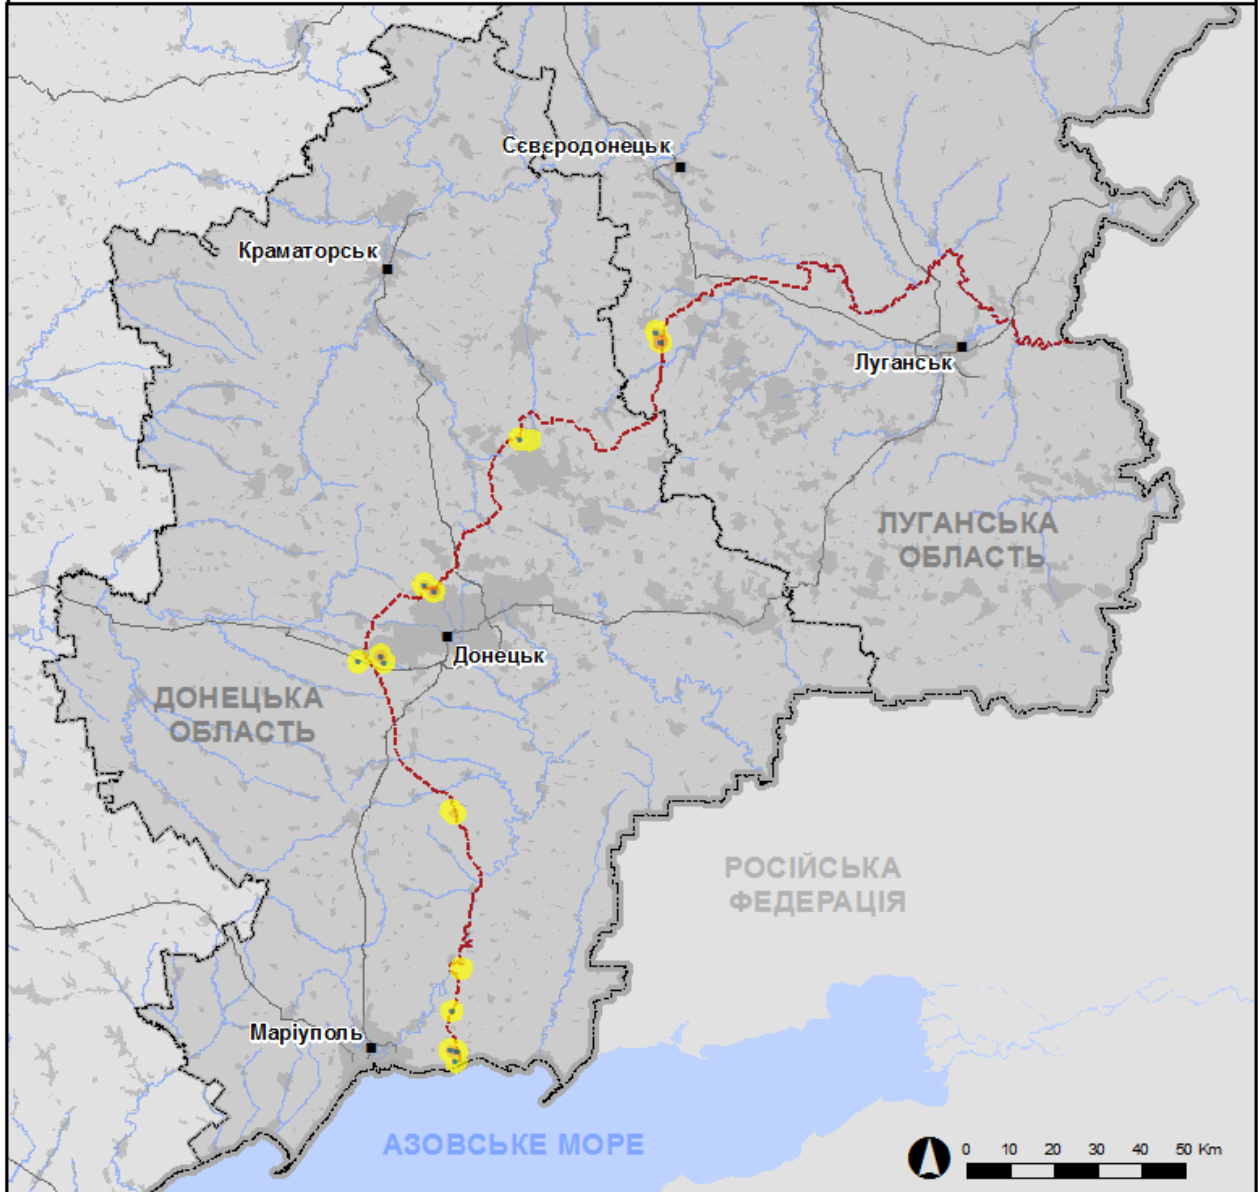 Сєвєродонецьк
Краматорськ
Луганськ
ЛУГАНСЬКА
ОБЛАСТЬ
Донецьк
ДОНЕЦЬКА
ОБЛАСТЬ
РОСІЙСЬКА
ФЕДЕРАЦІЯ
Маріуполь
АЗОВСЬКЕ МОРЕ
0 10 20 30 40 50 Km